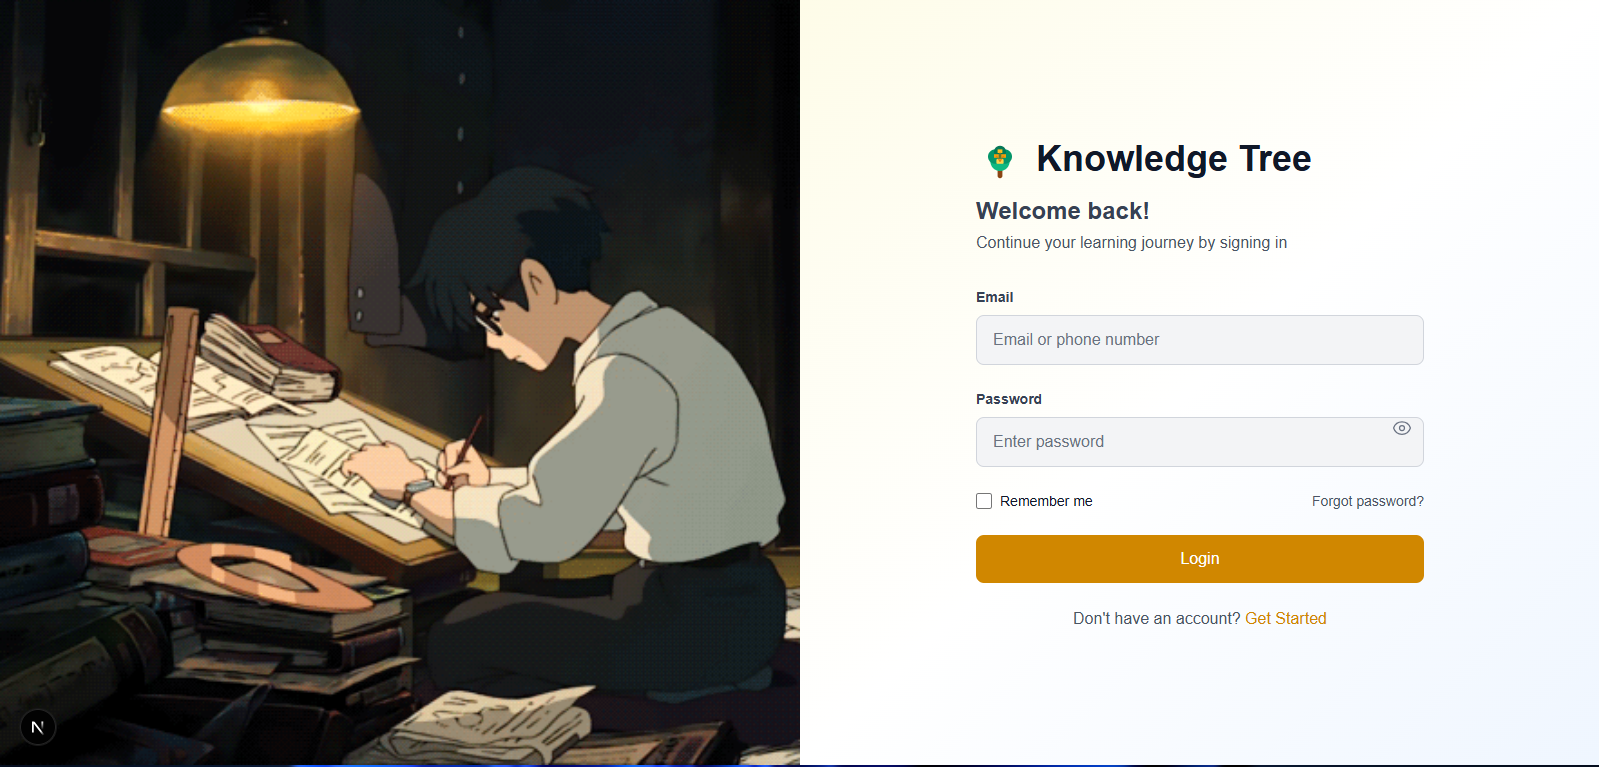 Knowledge Tree
Welcome back!
Continue your learning journey by signing in
Email
Email or phone number
Password
Enter password
Remember me
Forgot password?
Login
Don't have an account? Get Started
N